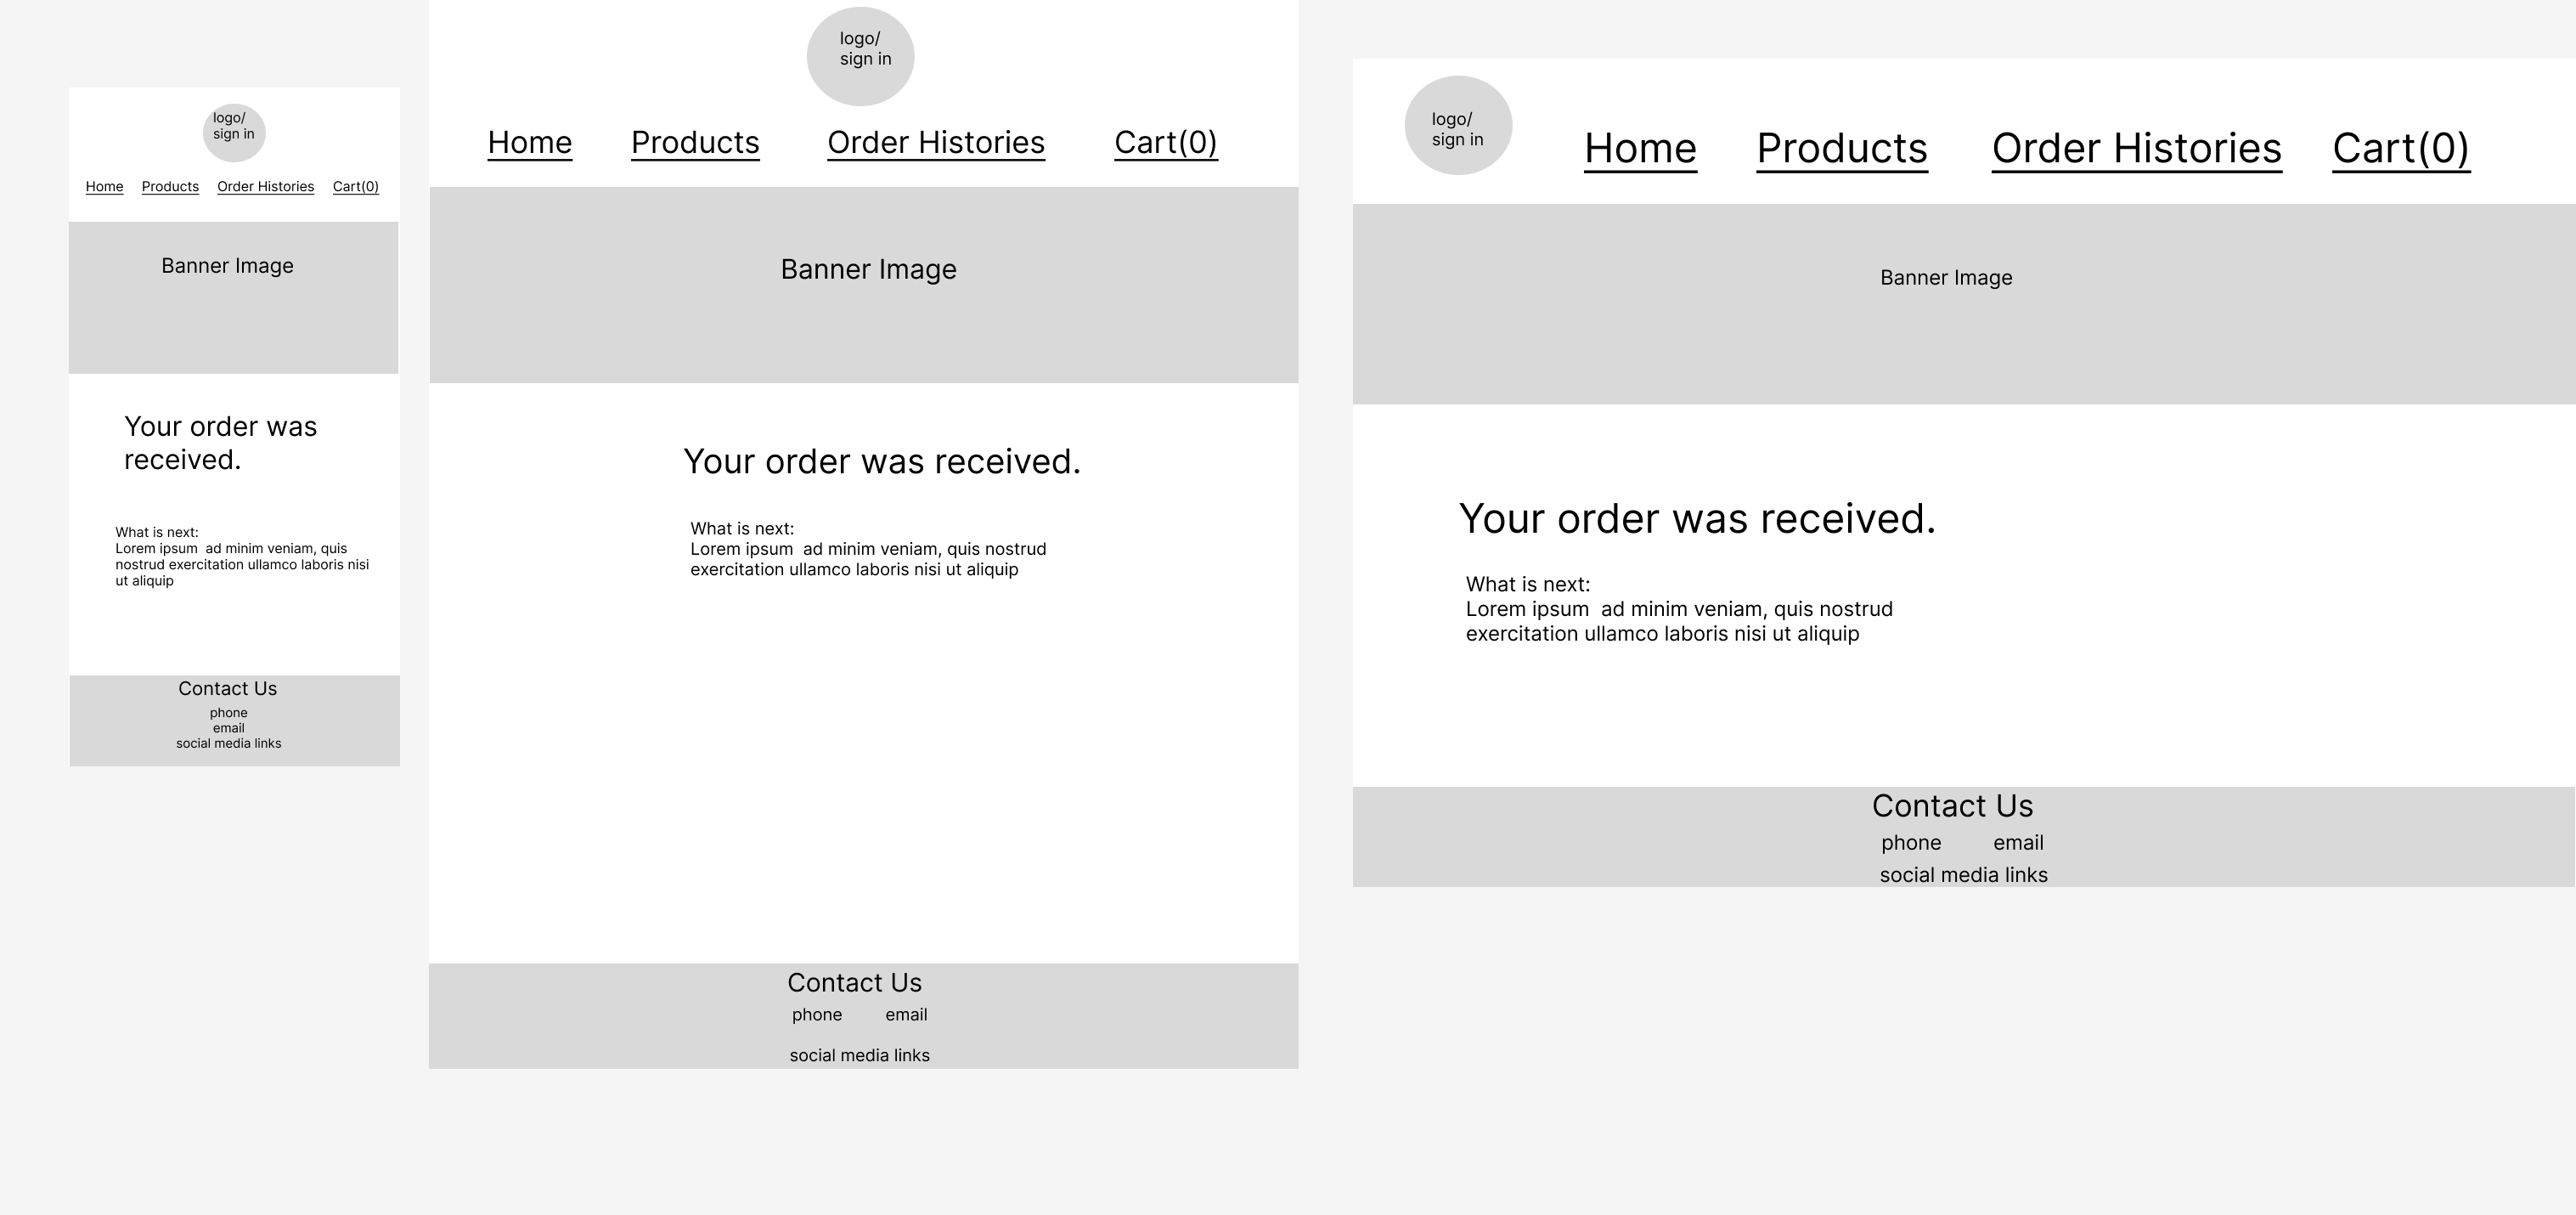 logo/
sign in
Home Products Order Histories Cart(0)
Banner Image
Your order was
received.
What is next:
Lorem ipsum  ad minim veniam, quis
nostrud exercitation ullamco laboris nisi
ut aliquip
Contact Us
phone
email
social media links
logo/
sign in
Home Products Order Histories Cart(0)
Banner Image
Your order was received.
What is next:
Lorem ipsum  ad minim veniam, quis nostrud
exercitation ullamco laboris nisi ut aliquip
Contact Us
phone email
social media links
logo/
sign in
Home Products Order Histories Cart(0)
Banner Image
Your order was received.
What is next:
Lorem ipsum  ad minim veniam, quis nostrud
exercitation ullamco laboris nisi ut aliquip
Contact Us
phone email
social media links